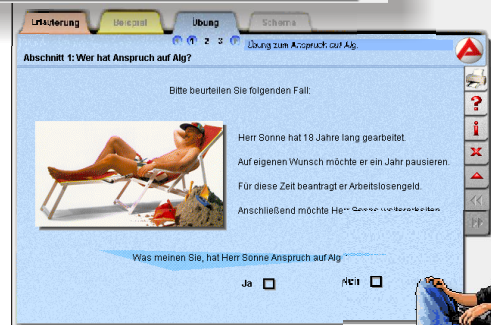 Erläuterung Beispiel Übung Schema
1 2 3
Übung zum Anspruch auf Alg.
Abschnitt 1: Wer hat Anspruch auf Alg?
Bitte beurteilen Sie folgenden Fall:
Herr Sonne hat 18 Jahre lang gearbeitet.
Auf eigenen Wunsch möchte er ein Jahr pausieren.
Für diese Zeit beantragt er Arbeitslosengeld.
Anschließend möchte Herr Sonne weiterarbeiten.
Was meinen Sie, hat Herr Sonne Anspruch auf Alg
Ja Nein